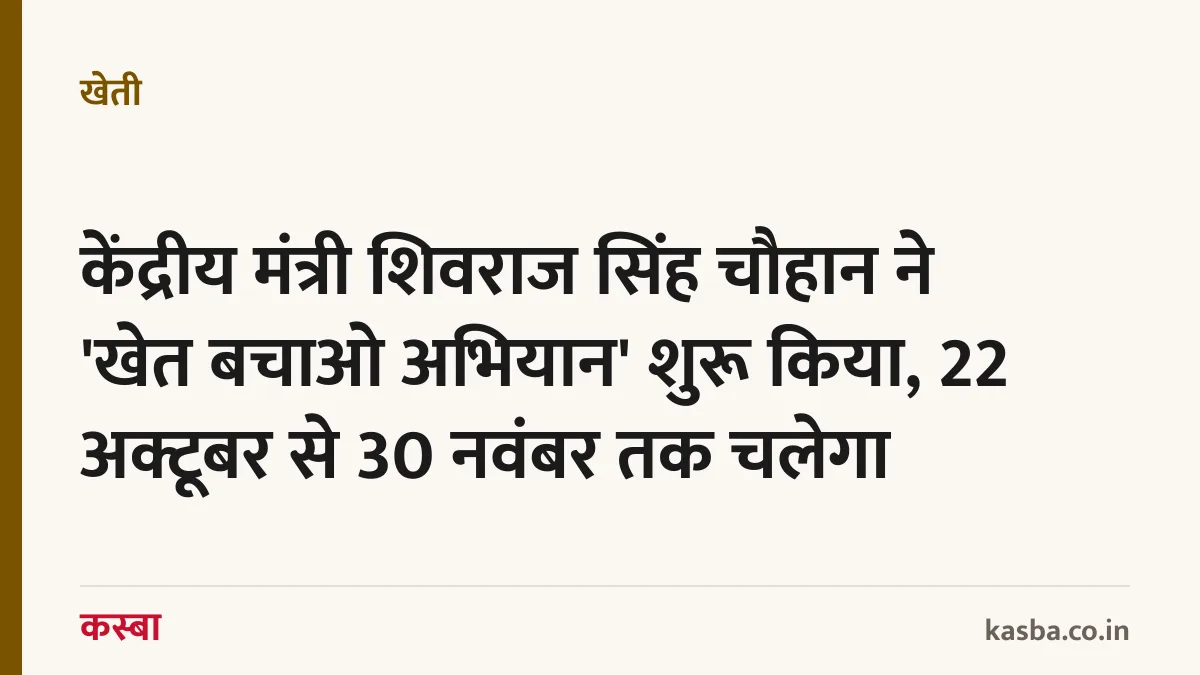 खेती
केंद्रीय मंत्री शिवराज सिंह चौहान ने
'खेत बचाओ अभियान' शुरू किया, 22
अक्टूबर से 30 नवंबर तक चलेगा
कस्बा
kasba.co.in